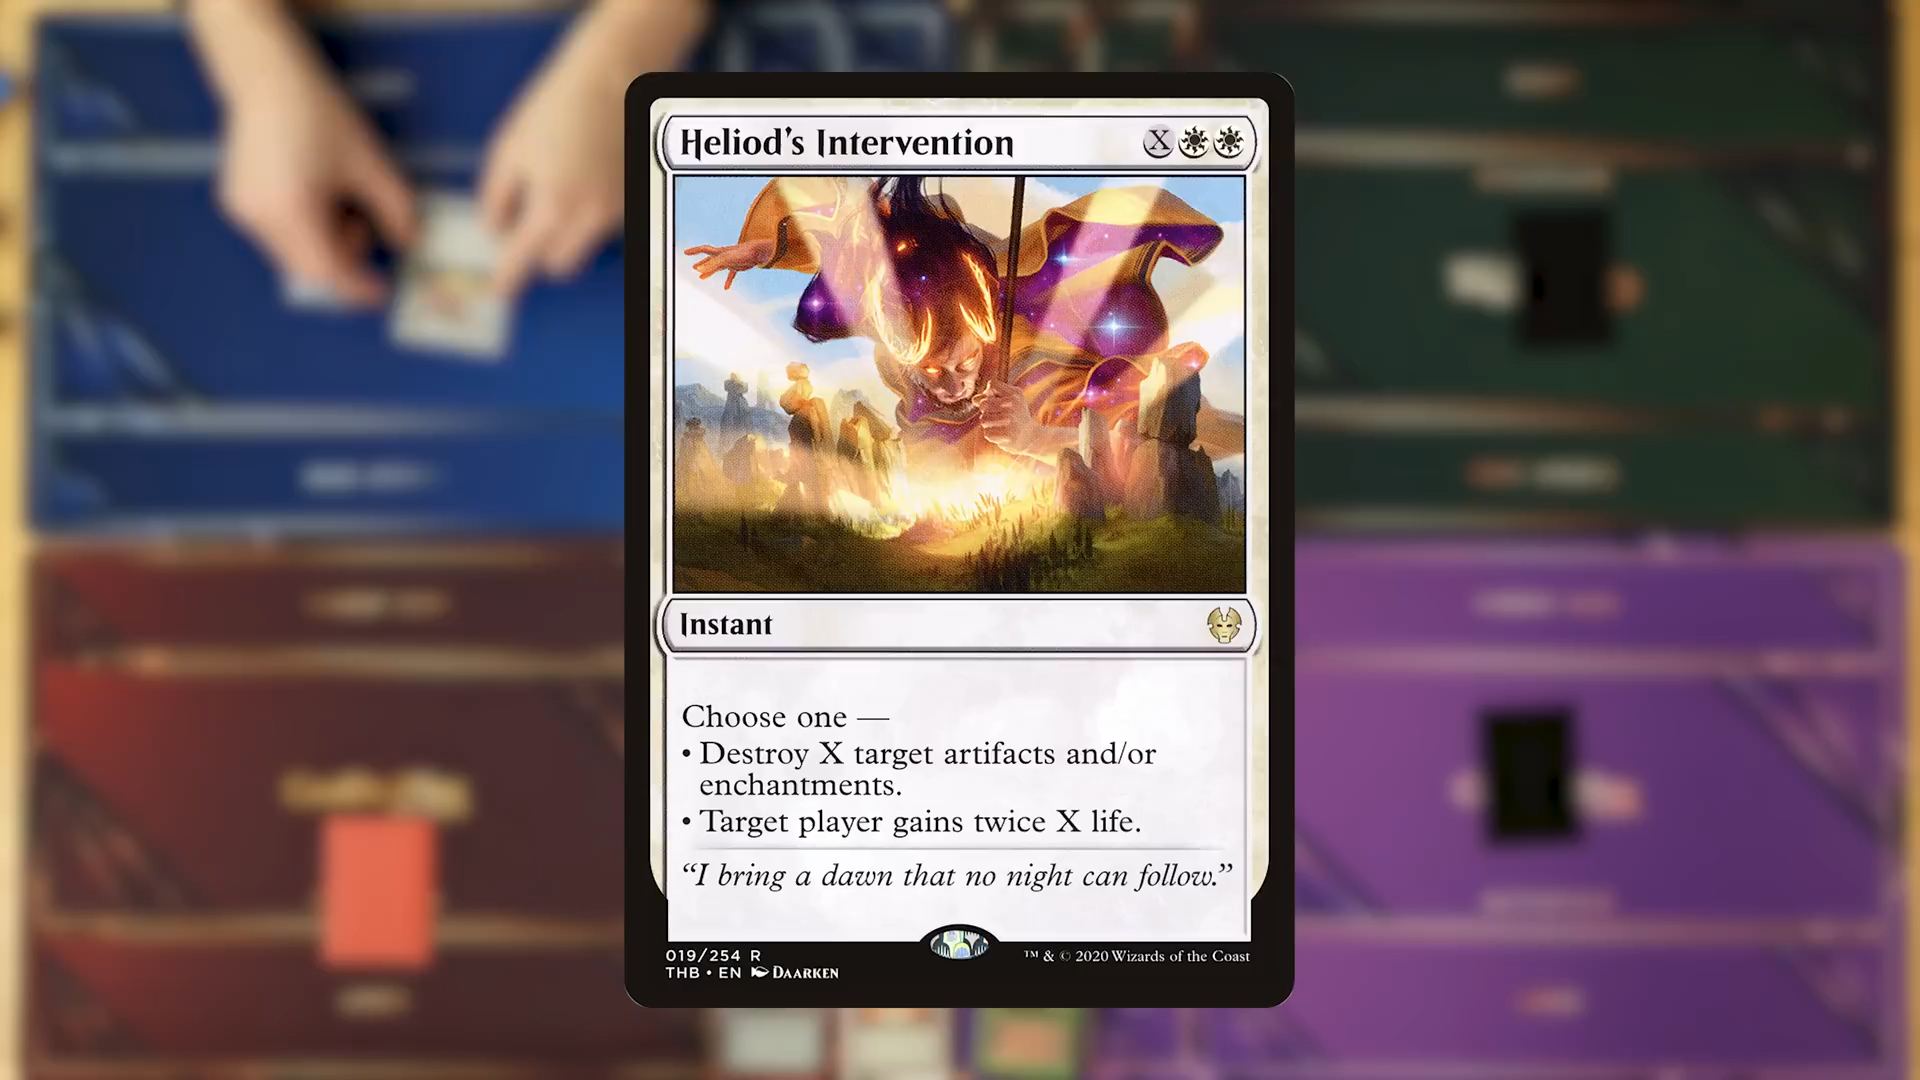 Heliod's Intervention X
Instant
Choose one —
• Destroy X target artifacts and/or
enchantments.
• Target player gains twice X life.
“I bring a dawn that no night can follow.”
019/254 R
THB • EN Daarken
™ & © 2020 Wizards of the Coast